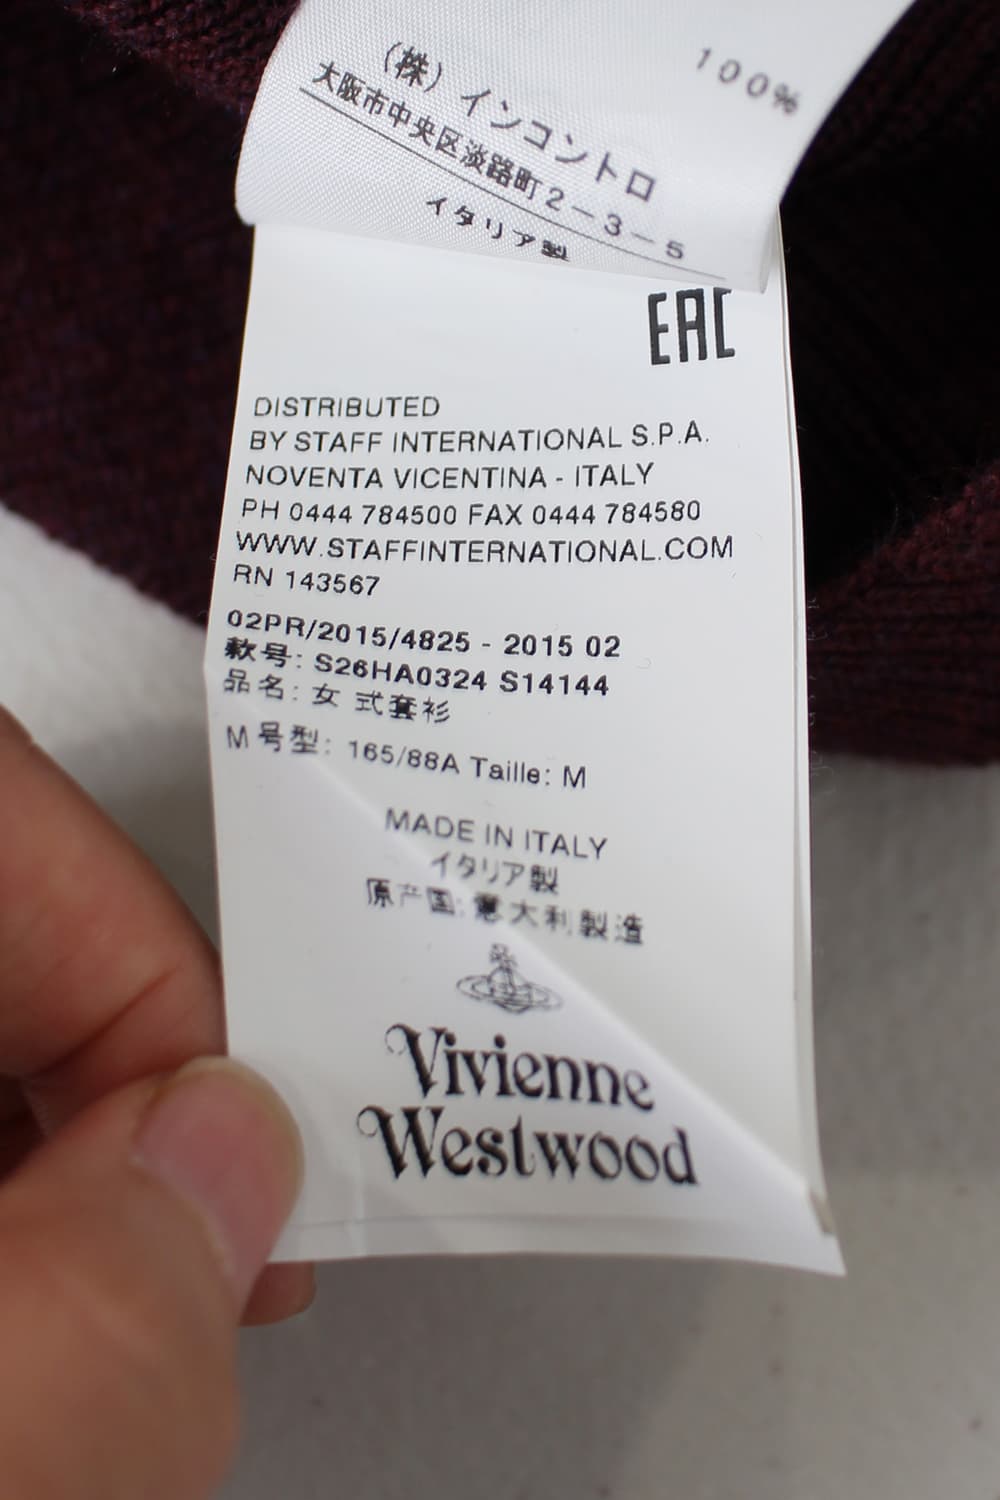 100%
（株）インコントロ
大阪市中央区淡路町2-3-5
イタリア製
EAC
DISTRIBUTED
BY STAFF INTERNATIONAL S.P.A.
NOVENTA VICENTINA - ITALY
PH 0444 784500 FAX 0444 784580
WWW.STAFFINTERNATIONAL.COM
RN 143567
02PR/2015/4825 - 2015 02
款号: S26HA0324 S14144
品名: 女 式套衫
M 号型: 165/88A Taille: M
MADE IN ITALY
イタリア製
原产国: 意大利製造
Vivienne
Westwood